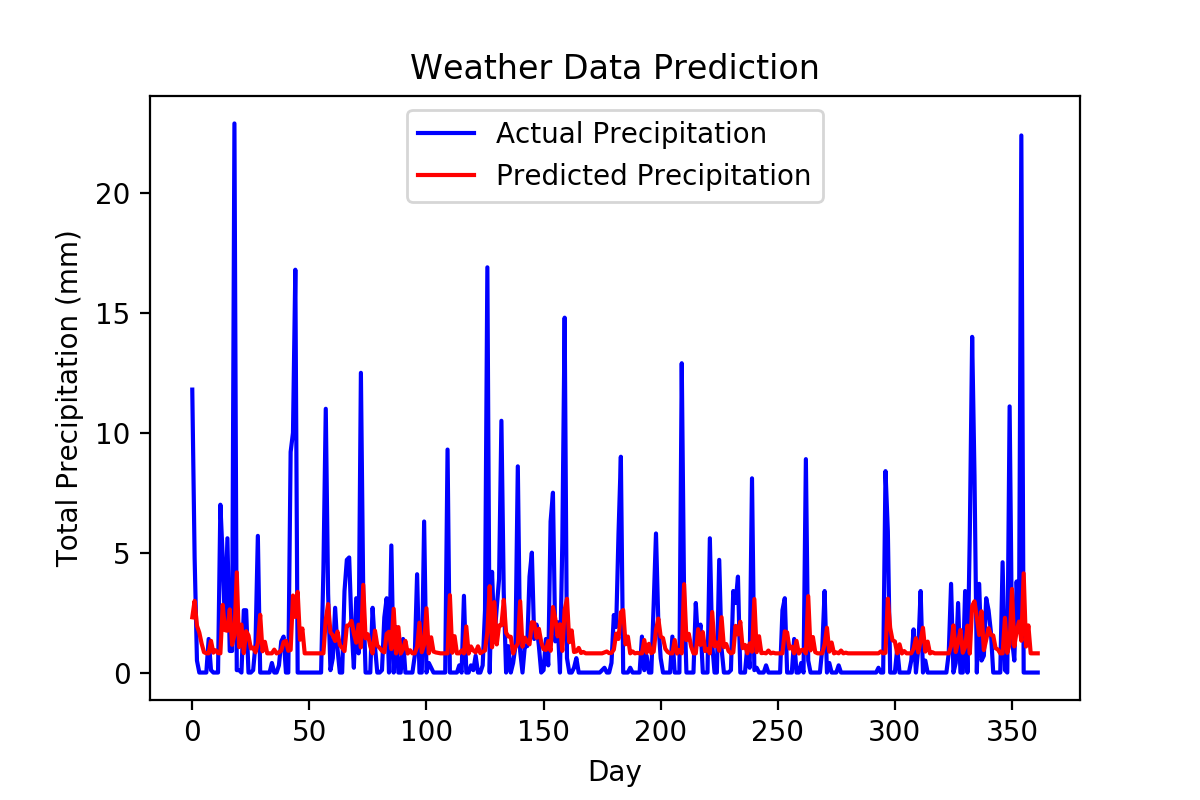 Weather Data Prediction
Actual Precipitation
Predicted Precipitation
Total Precipitation (mm)
20
15
10
5
0
0 50 100 150 200 250 300 350
Day